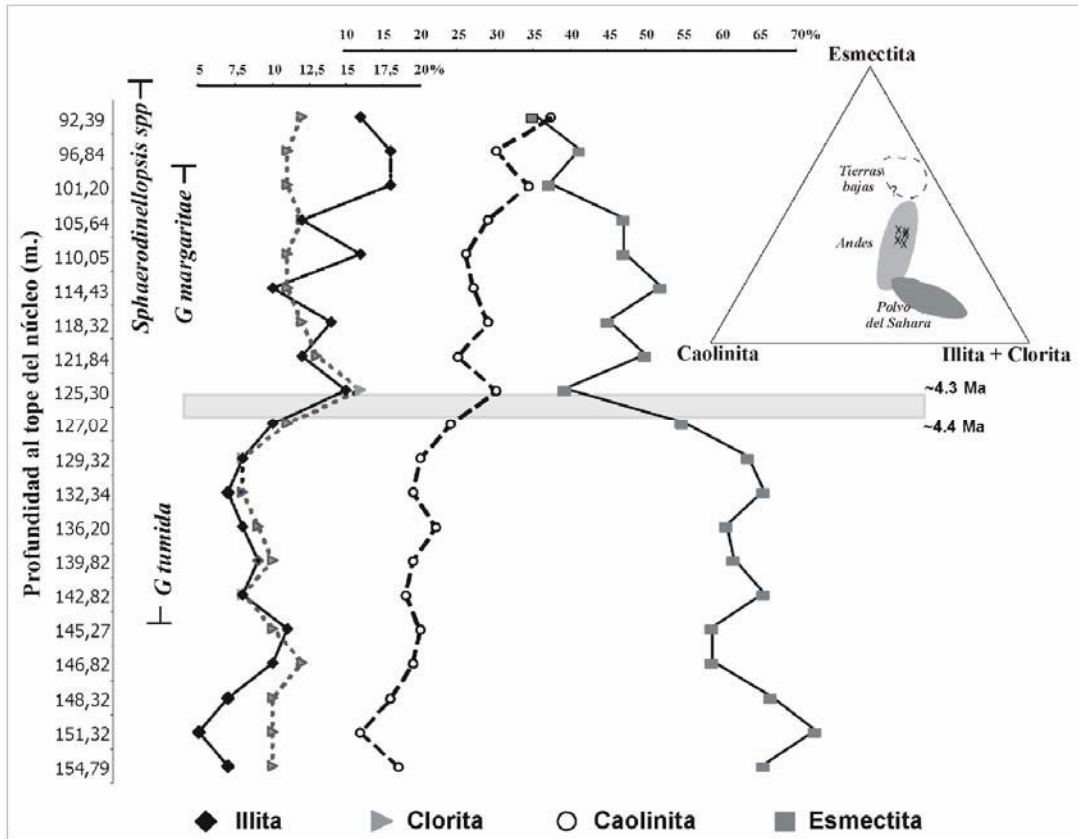 10 15 20 25 30 35 40 45 50 55 60 65 70%
5 7,5 10 12,5 15 17,5 20%
Esmectita
Tierras
bajas
?
Andes
Polvo
del Sahara
Caolinita
Illita + Clorita
Profundidad al tope del núcleo (m.)
Sphaerodinellopsis spp
G margaritae
G tumida
92,39
96,84
101,20
105,64
110,05
114,43
118,32
121,84
125,30
127,02
129,32
132,34
136,20
139,82
142,82
145,27
146,82
148,32
151,32
154,79
~4.3 Ma
~4.4 Ma
Illita Clorita Caolinita Esmectita